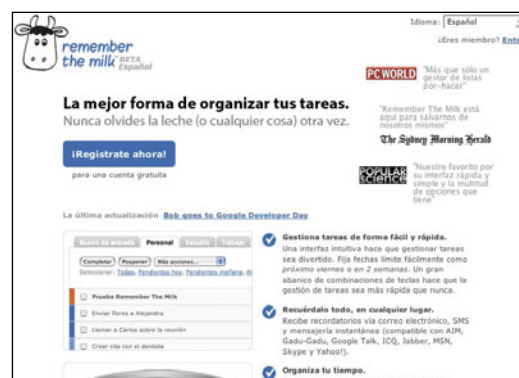 Idioma: Español
¿Eres miembro? Entr
remember
the milk BETA
Español
PC WORLD
"Más que sólo un
gestor de listas
por-hacer"
La mejor forma de organizar tus tareas.
Nunca olvides la leche (o cualquier cosa) otra vez.
"Remember The Milk está
aquí para salvarnos de
nosotros mismos"
The Sydney Morning Herald
¡Regístrate ahora!
para una cuenta gratuita
POPULAR
SCIENCE
"Nuestro favorito por
su interfaz rápida y
simple y la multitud
de opciones que
tiene"
La última actualización Bob goes to Google Developer Day
Buzón de entrada Personal Estudio Trabajo
Completar Posponer Más acciones...
Seleccionar: Todas, Pendientes hoy, Pendientes mañana, A
Prueba Remember The Milk
Enviar flores a Alejandra
Llamar a Carlos sobre la reunión
Crear cita con el dentista
Gestiona tareas de forma fácil y rápida.
Una interfaz intuitiva hace que gestionar tareas
sea divertido. Fija fechas límite fácilmente como
próximo viernes o en 2 semanas. Un gran
abanico de combinaciones de teclas hace que la
gestión de tareas sea más rápida que nunca.
Recuérdalo todo, en cualquier lugar.
Recibe recordatorios vía correo electrónico, SMS
y mensajería instantánea (compatible con AIM,
Gadu-Gadu, Google Talk, ICQ, Jabber, MSN,
Skype y Yahoo!).
Organiza tu tiempo.